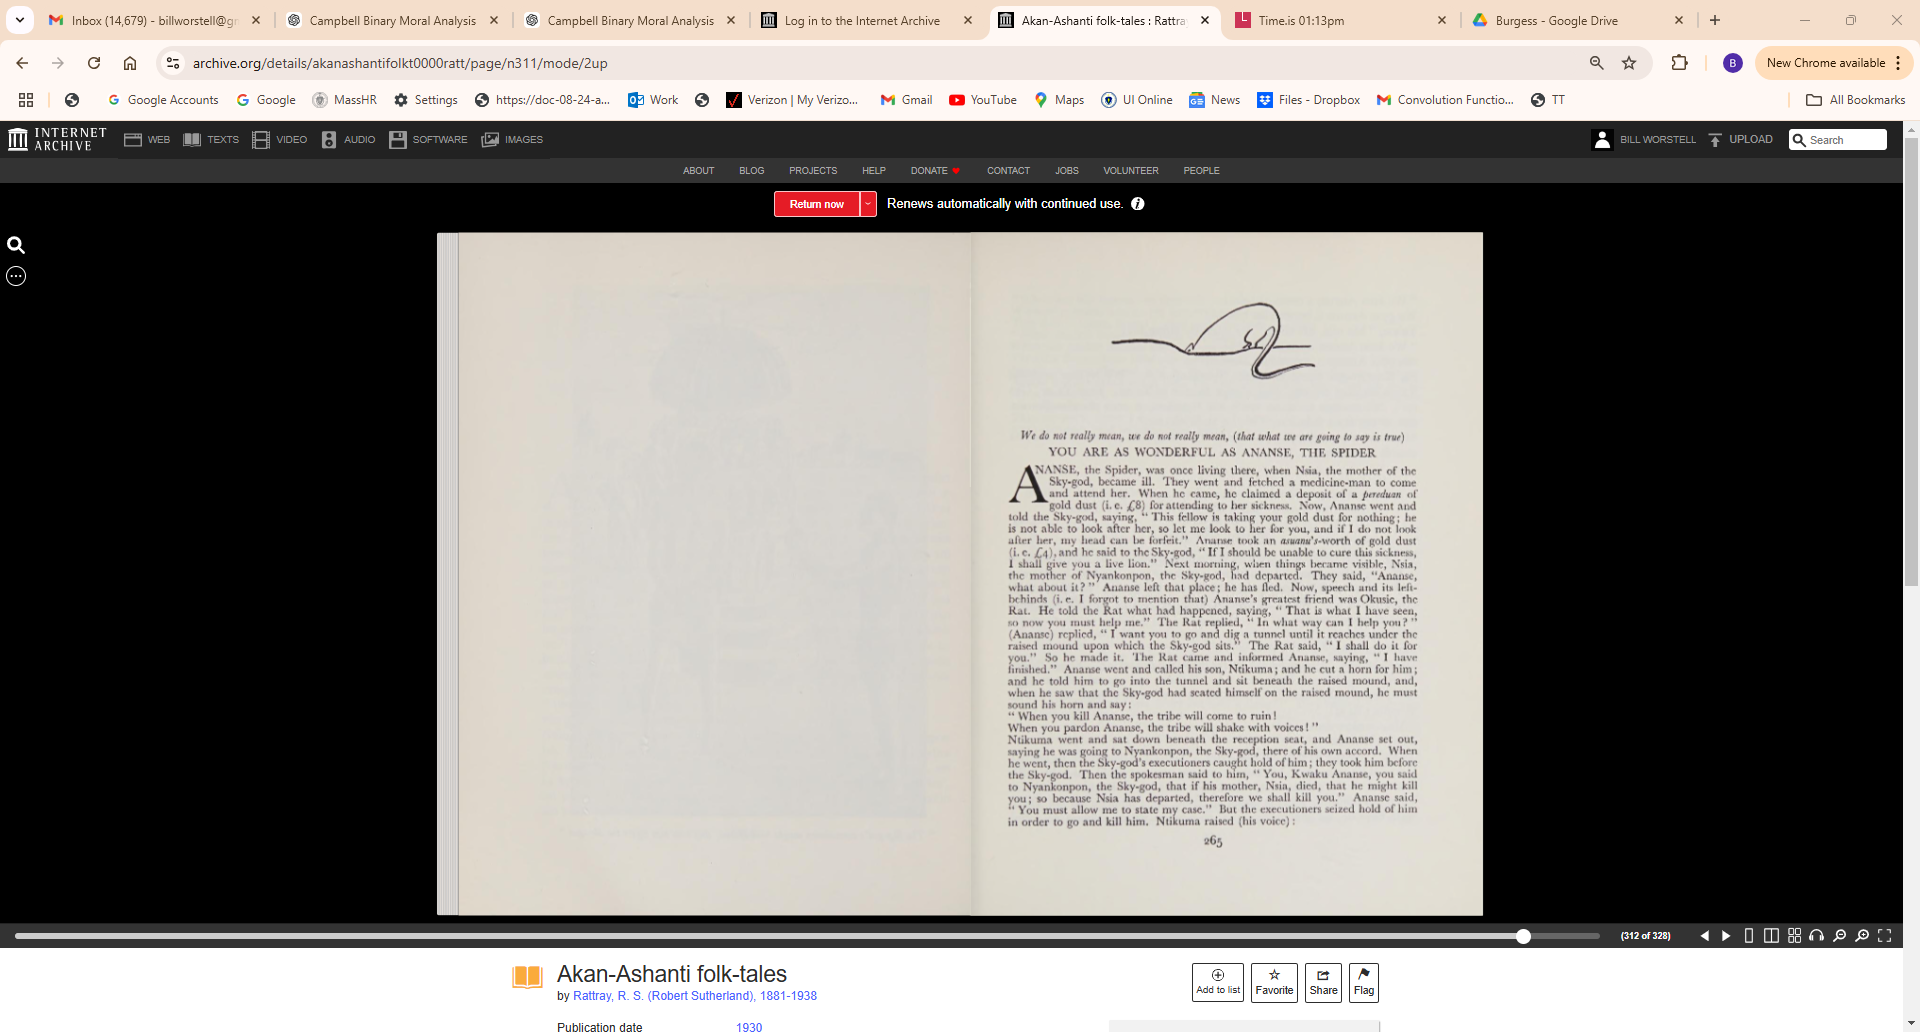 Inbox (14,679) - billworstell@gm
Campbell Binary Moral Analysis
Campbell Binary Moral Analysis
Log in to the Internet Archive
Akan-Ashanti folk-tales : Rattra
Time.is 01:13pm
Burgess - Google Drive
archive.org/details/akanashantifolkt0000ratt/page/n311/mode/2up
B
New Chrome available
Google Accounts
Google
MassHR
Settings
https://doc-08-24-a...
Work
Verizon | My Verizo...
Gmail
YouTube
Maps
UI Online
News
Files - Dropbox
Convolution Functio...
TT
All Bookmarks
INTERNET ARCHIVE
WEB
TEXTS
VIDEO
AUDIO
SOFTWARE
IMAGES
BILL WORSTELL
UPLOAD
Search
ABOUT
BLOG
PROJECTS
HELP
DONATE
CONTACT
JOBS
VOLUNTEER
PEOPLE
Return now
Renews automatically with continued use.
We do not really mean, we do not really mean, (that what we are going to say is true)
YOU ARE AS WONDERFUL AS ANANSE, THE SPIDER
ANANSE, the Spider, was once living there, when Nsia, the mother of the
Sky-god, became ill. They went and fetched a medicine-man to come
and attend her. When he came, he claimed a deposit of a pereduan of
gold dust (i. e. £8) for attending to her sickness. Now, Ananse went and
told the Sky-god, saying, "This fellow is taking your gold dust for nothing; he
is not able to look after her, so let me look to her for you, and if I do not look
after her, my head can be forfeit." Ananse took an asuanu's-worth of gold dust
(i. e. £4), and he said to the Sky-god, "If I should be unable to cure this sickness,
I shall give you a live lion." Next morning, when things became visible, Nsia,
the mother of Nyankonpon, the Sky-god, had departed. They said, "Ananse,
what about it?" Ananse left that place; he has fled. Now, speech and its left-
behinds (i. e. I forgot to mention that) Ananse's greatest friend was Okusie, the
Rat. He told the Rat what had happened, saying, "That is what I have seen,
so now you must help me." The Rat replied, "In what way can I help you?"
(Ananse) replied, "I want you to go and dig a tunnel until it reaches under the
raised mound upon which the Sky-god sits." The Rat said, "I shall do it for
you." So he made it. The Rat came and informed Ananse, saying, "I have
finished." Ananse went and called his son, Ntikuma; and he cut a horn for him;
and he told him to go into the tunnel and sit beneath the raised mound, and,
when he saw that the Sky-god had seated himself on the raised mound, he must
sound his horn and say:
"When you kill Ananse, the tribe will come to ruin!
When you pardon Ananse, the tribe will shake with voices!"
Ntikuma went and sat down beneath the reception seat, and Ananse set out,
saying he was going to Nyankonpon, the Sky-god, there of his own accord. When
he went, then the Sky-god's executioners caught hold of him; they took him before
the Sky-god. Then the spokesman said to him, "You, Kwaku Ananse, you said
to Nyankonpon, the Sky-god, that if his mother, Nsia, died, that he might kill
you; so because Nsia has departed, therefore we shall kill you." Ananse said,
"You must allow me to state my case." But the executioners seized hold of him
in order to go and kill him. Ntikuma raised (his voice):
265
(312 of 328)
Akan-Ashanti folk-tales
by Rattray, R. S. (Robert Sutherland), 1881-1938
Add to list
Favorite
Share
Flag
Publication date
1930